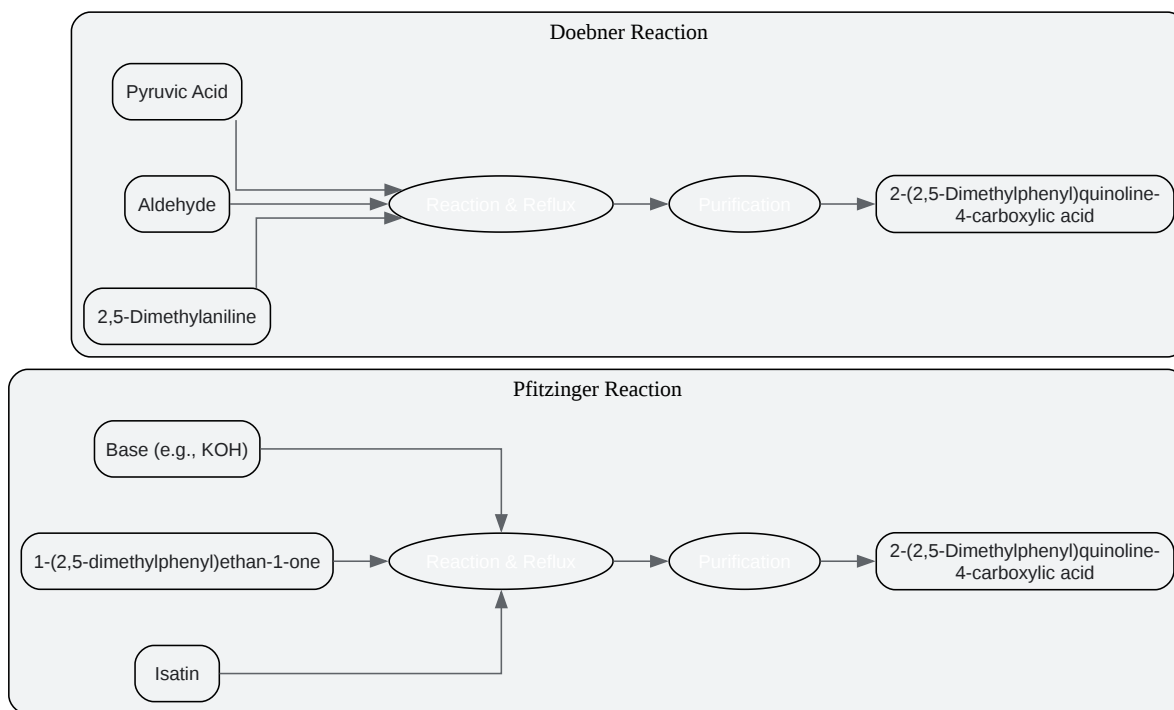 Doebner Reaction
Pyruvic Acid
Aldehyde
2,5-Dimethylaniline
Reaction & Reflux
Purification
2-(2,5-Dimethylphenyl)quinoline-
4-carboxylic acid
Pfitzinger Reaction
Base (e.g., KOH)
1-(2,5-dimethylphenyl)ethan-1-one
Isatin
Reaction & Reflux
Purification
2-(2,5-Dimethylphenyl)quinoline-
4-carboxylic acid